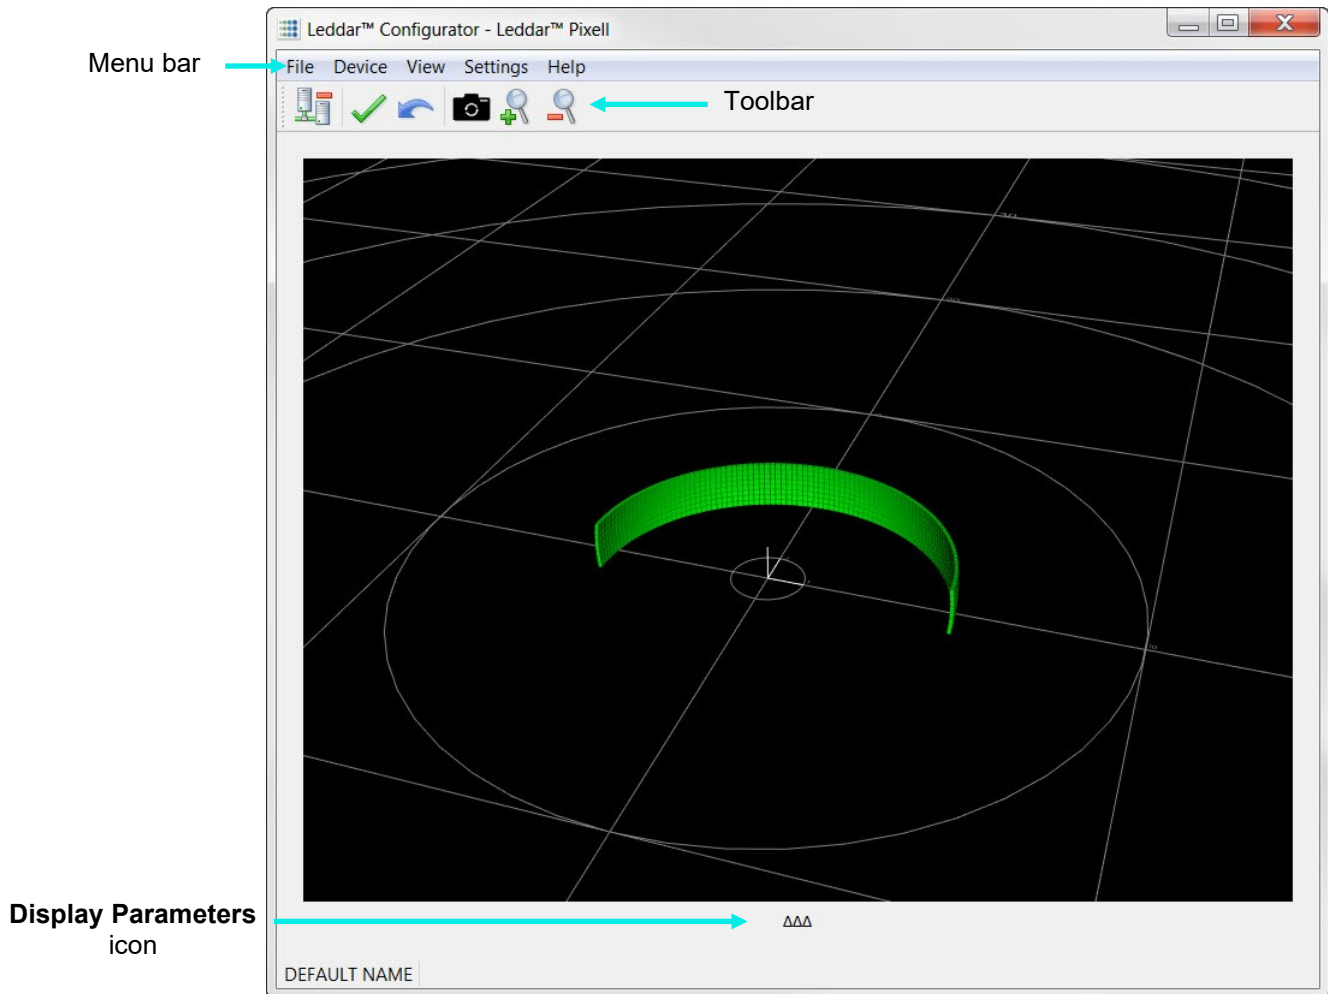 Leddar™ Configurator - Leddar™ Pixell
Menu bar
File Device View Settings Help
Toolbar
Display Parameters
icon
ΔΔΔ
DEFAULT NAME